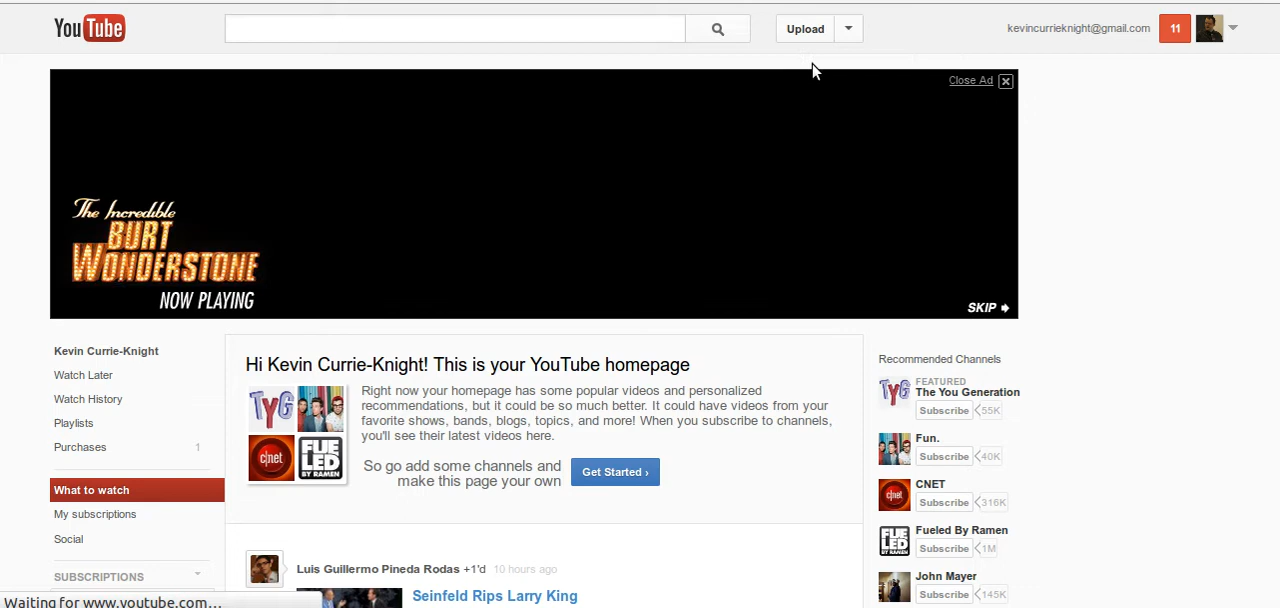 YouTube
Upload
kevincurrieknight@gmail.com
11
Close Ad
The Incredible
BURT
WONDERSTONE
NOW PLAYING
SKIP
Kevin Currie-Knight
Watch Later
Watch History
Playlists
Purchases 1
What to watch
My subscriptions
Social
SUBSCRIPTIONS
Hi Kevin Currie-Knight! This is your YouTube homepage
TYG
c|net
FUELED
BY RAMEN
Right now your homepage has some popular videos and personalized
recommendations, but it could be so much better. It could have videos from your
favorite shows, bands, blogs, topics, and more! When you subscribe to channels,
you'll see their latest videos here.
So go add some channels and
make this page your own
Get Started ›
Luis Guillermo Pineda Rodas +1'd 10 hours ago
Seinfeld Rips Larry King
Recommended Channels
TYG
FEATURED
The You Generation
Subscribe 55K
Fun.
Subscribe 40K
c|net
CNET
Subscribe 316K
FUELED
Fueled By Ramen
Subscribe 1M
John Mayer
Subscribe 145K
Waiting for www.youtube.com...